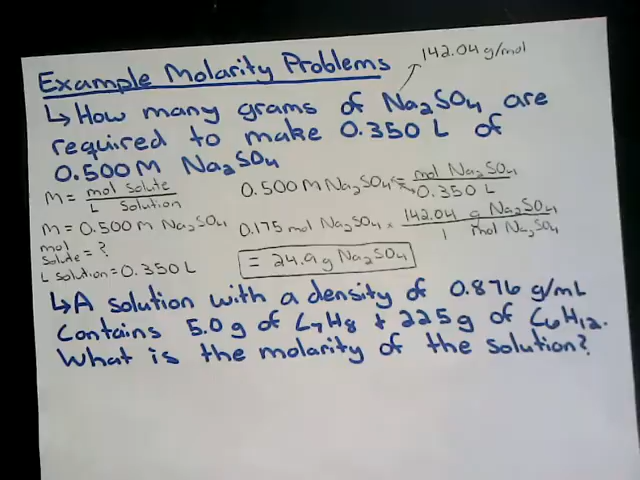 142.04 g/mol
Example Molarity Problems
↳How many grams of Na₂SO₄ are
required to make 0.350 L of
0.500 M Na₂SO₄
M = mol solute / L solution
0.500 M Na₂SO₄ = mol Na₂SO₄ / 0.350 L
M = 0.500 M Na₂SO₄
0.175 mol Na₂SO₄ × 142.04 g Na₂SO₄ / 1 mol Na₂SO₄
mol
solute = ?
L solution = 0.350 L
= 24.9 g Na₂SO₄
↳A solution with a density of 0.876 g/mL
contains 5.0 g of C₇H₈ + 225 g of C₆H₁₂.
What is the molarity of the solution?